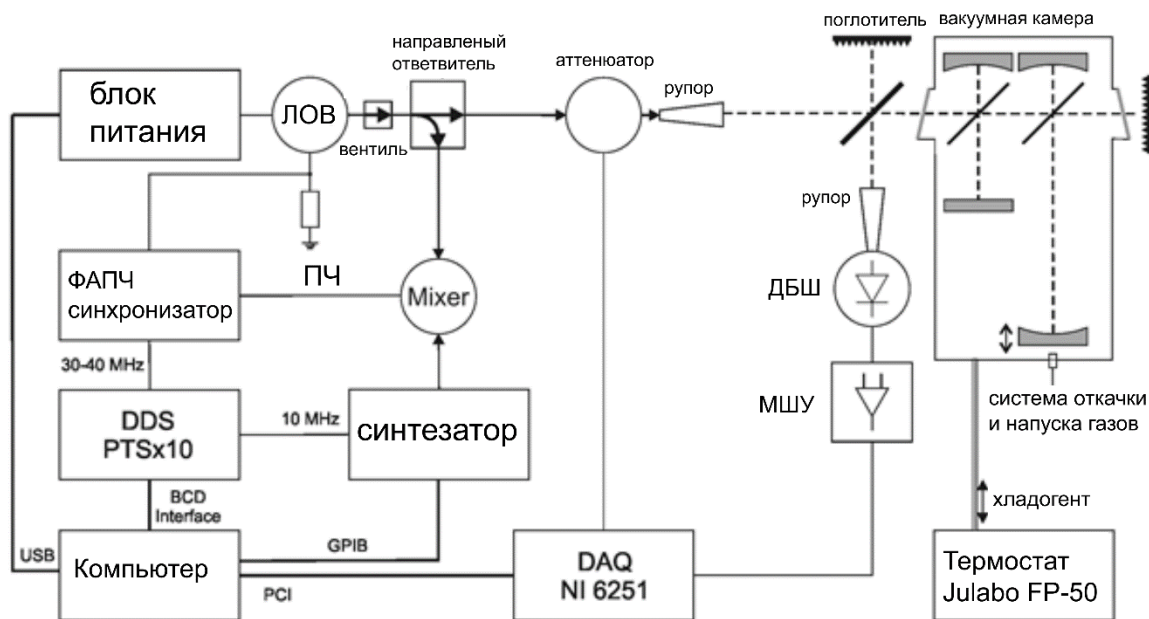 поглотитель
вакуумная камера
направленый
ответвитель
аттенюатор
рупор
блок
питания
ЛОВ
вентиль
рупор
ФАПЧ
синхронизатор
ПЧ
Mixer
ДБШ
30-40 MHz
DDS
PTSx10
10 MHz
синтезатор
МШУ
система откачки
и напуска газов
BCD
Interface
хладогент
USB
Компьютер
GPIB
PCI
DAQ
NI 6251
Термостат
Julabo FP-50